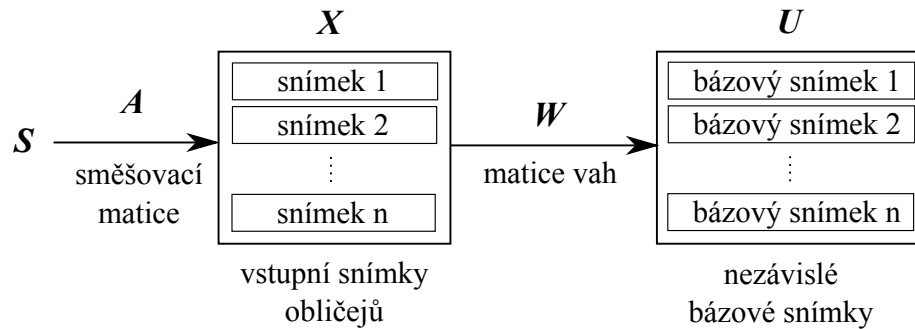 X
U
snímek 1
bázový snímek 1
A
snímek 2
W
bázový snímek 2
S
směšovací
matice
matice vah
snímek n
bázový snímek n
vstupní snímky
obličejů
nezávislé
bázové snímky